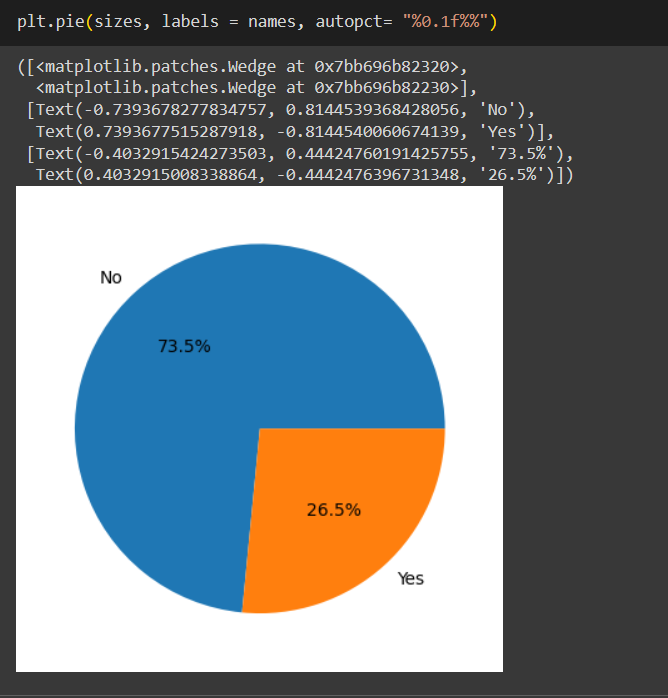 plt.pie(sizes, labels = names, autopct= "%0.1f%%")
([<matplotlib.patches.Wedge at 0x7bb696b82320>,
<matplotlib.patches.Wedge at 0x7bb696b82230>],
[Text(-0.7393678277834757, 0.8144539368428056, 'No'),
Text(0.7393677515287918, -0.8144540060674139, 'Yes')],
[Text(-0.4032915424273503, 0.44424760191425755, '73.5%'),
Text(0.4032915008338864, -0.4442476396731348, '26.5%')])
No
73.5%
26.5%
Yes